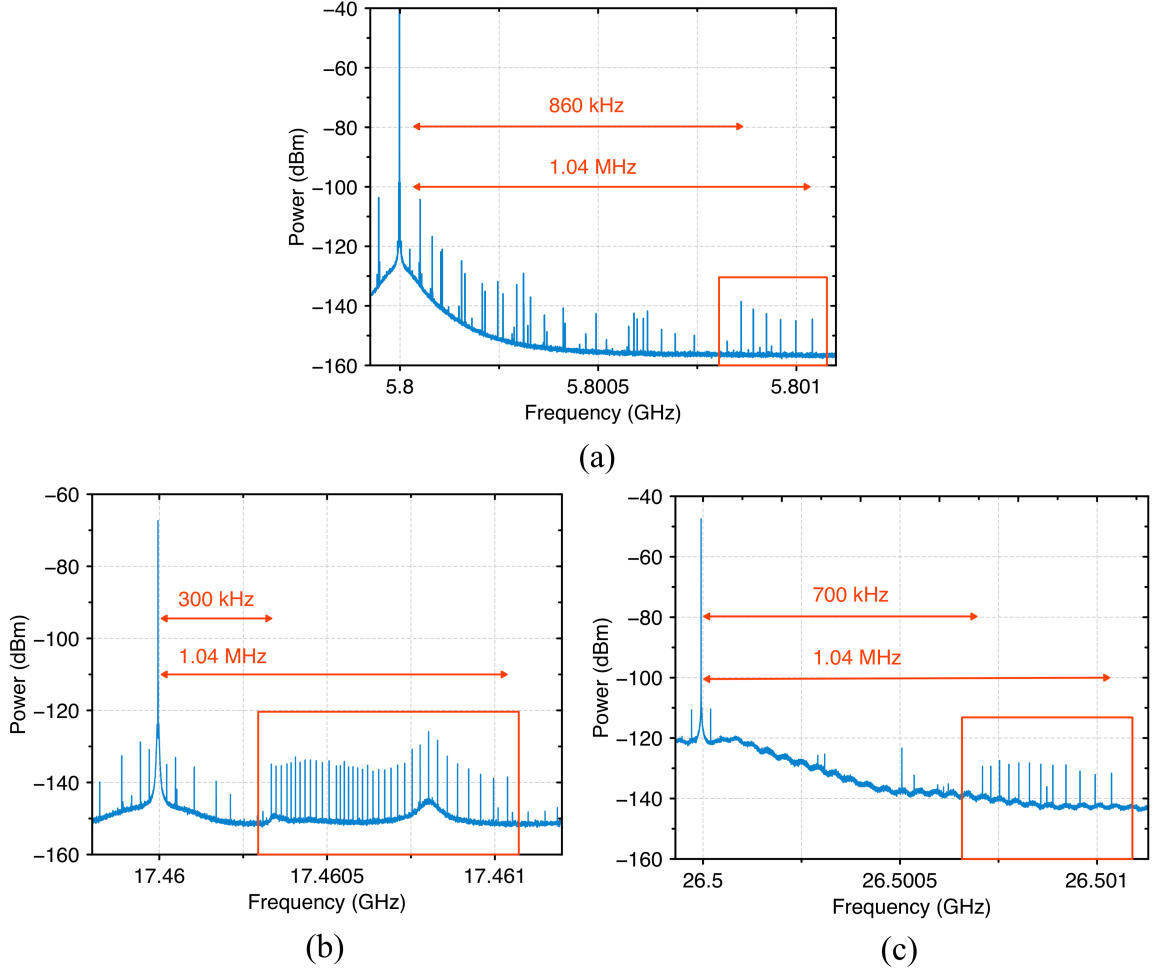 −40
−60
−80
−100
−120
−140
−160
Power (dBm)
860 kHz
1.04 MHz
5.8
5.8005
5.801
Frequency (GHz)
(a)
−60
−80
−100
−120
−140
−160
Power (dBm)
300 kHz
1.04 MHz
17.46
17.4605
17.461
Frequency (GHz)
(b)
−40
−60
−80
−100
−120
−140
−160
Power (dBm)
700 kHz
1.04 MHz
26.5
26.5005
26.501
Frequency (GHz)
(c)